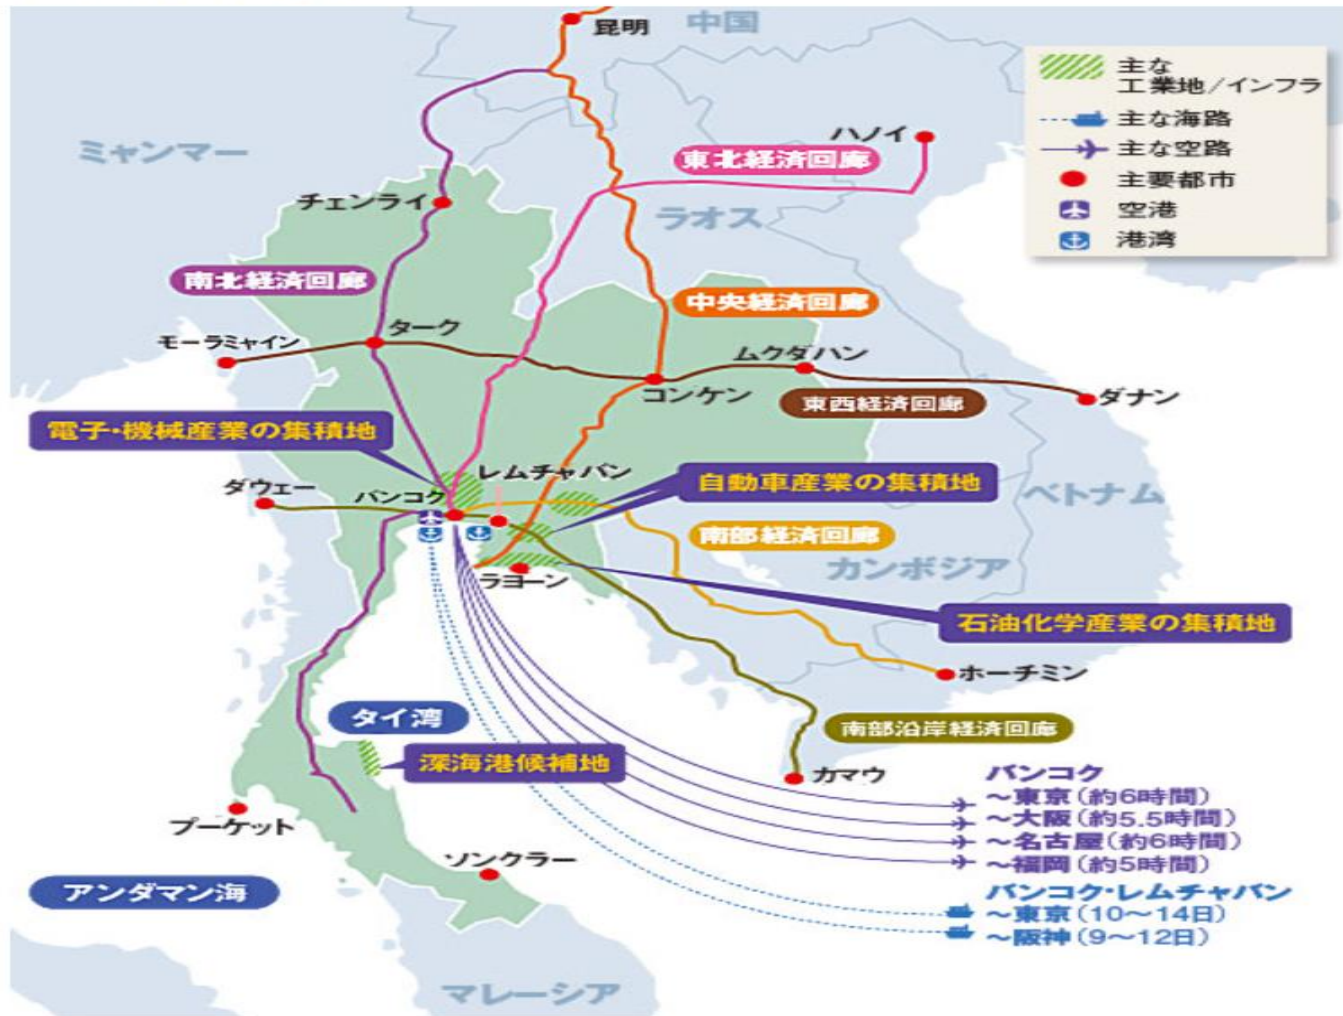 昆明
中国
主な
工業地/インフラ
主な海路
主な空路
主要都市
空港
港湾
ハノイ
ミャンマー
東北経済回廊
チェンライ
ラオス
南北経済回廊
中央経済回廊
モーラミャイン
ターク
ムクダハン
コンケン
東西経済回廊
ダナン
電子・機械産業の集積地
レムチャバン
自動車産業の集積地
ダウェー
バンコク
ベトナム
南部経済回廊
カンボジア
ラヨーン
石油化学産業の集積地
ホーチミン
タイ湾
南部沿岸経済回廊
深海港候補地
カマウ
プーケット
ソンクラー
アンダマン海
バンコク
～東京(約6時間)
～大阪(約5.5時間)
～名古屋(約6時間)
～福岡(約5時間)
バンコク・レムチャバン
～東京(10～14日)
～阪神(9～12日)
マレーシア